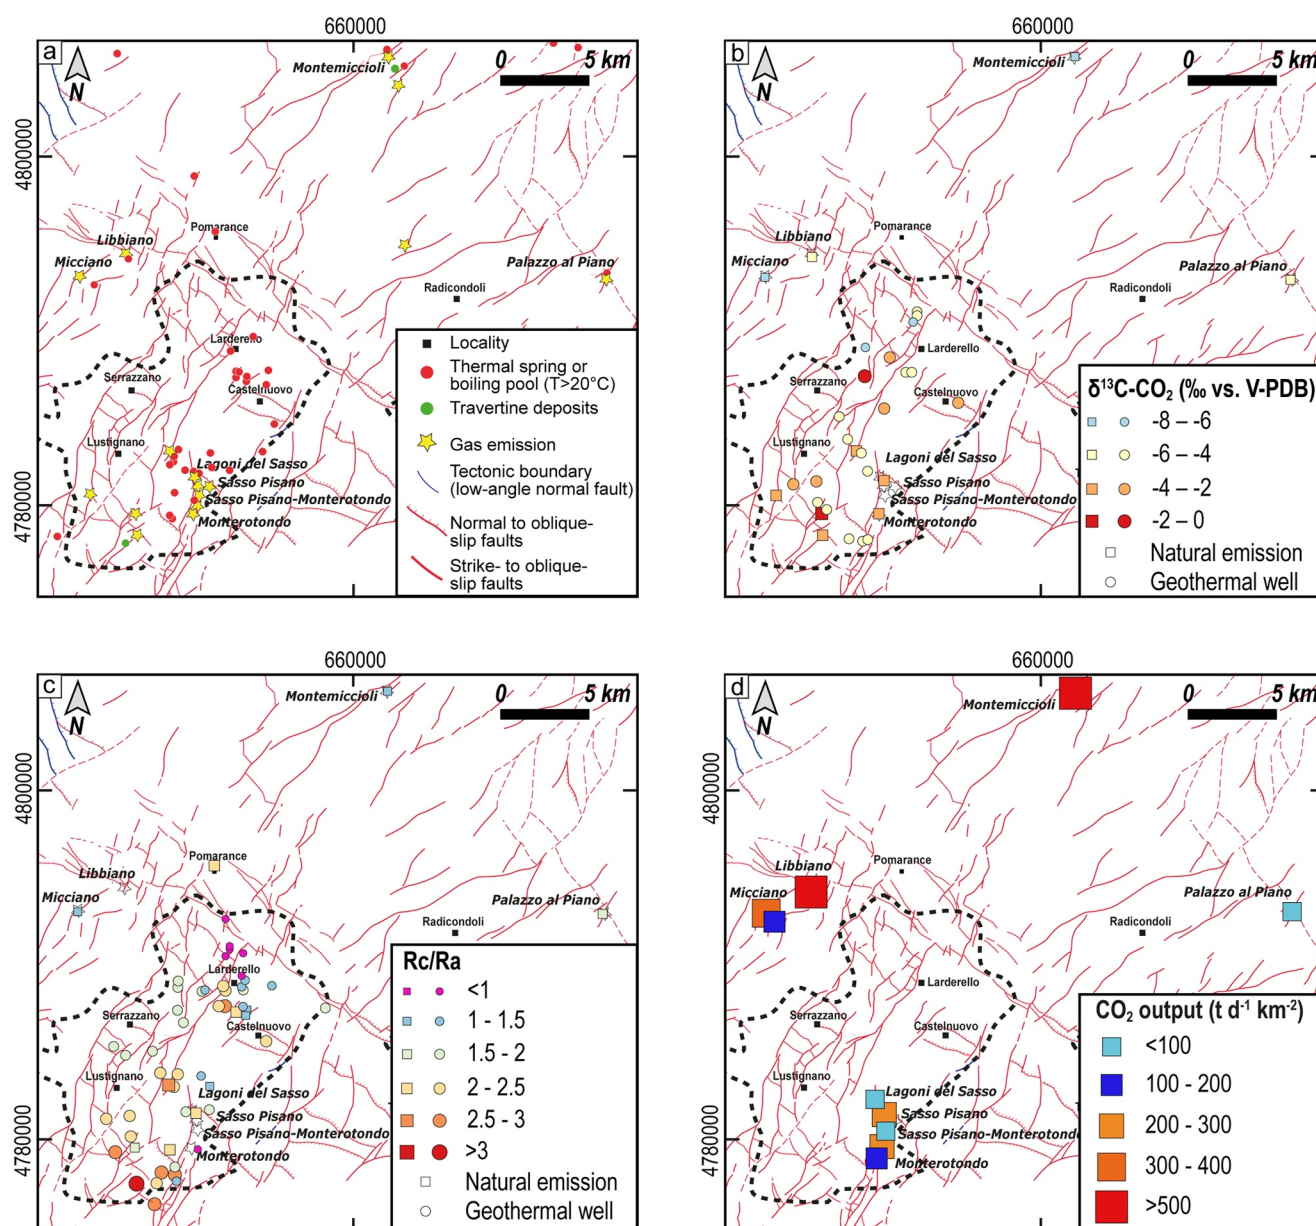 660000
a
N
Montemiccioli
0 5 km
4800000
Pomarance
Libbiano
Micciano
Palazzo al Piano
Radicondoli
Larderello
Serrazzano
Castelnuovo
Lustignano
Lagoni del Sasso
Sasso Pisano
Sasso Pisano-Monterotondo
Monterotondo
4780000
Locality
Thermal spring or
boiling pool (T>20°C)
Travertine deposits
Gas emission
Tectonic boundary
(low-angle normal fault)
Normal to oblique-
slip faults
Strike- to oblique-
slip faults
660000
b
N
Montemiccioli
0 5 km
Pomarance
Libbiano
Micciano
Palazzo al Piano
Radicondoli
Larderello
Serrazzano
Castelnuovo
Lustignano
Lagoni del Sasso
Sasso Pisano
Sasso Pisano-Monterotondo
Monterotondo
4800000
4780000
δ¹³C-CO₂ (‰ vs. V-PDB)
-8 – -6
-6 – -4
-4 – -2
-2 – 0
Natural emission
Geothermal well
660000
c
N
Montemiccioli
0 5 km
4800000
Pomarance
Libbiano
Micciano
Palazzo al Piano
Radicondoli
Larderello
Serrazzano
Castelnuovo
Lustignano
Lagoni del Sasso
Sasso Pisano
Sasso Pisano-Monterotondo
Monterotondo
4780000
Rc/Ra
<1
1 - 1.5
1.5 - 2
2 - 2.5
2.5 - 3
>3
Natural emission
Geothermal well
660000
d
N
Montemiccioli
0 5 km
4800000
Pomarance
Libbiano
Micciano
Palazzo al Piano
Radicondoli
Larderello
Serrazzano
Castelnuovo
Lustignano
Lagoni del Sasso
Sasso Pisano
Sasso Pisano-Monterotondo
Monterotondo
4780000
CO₂ output (t d⁻¹ km⁻²)
<100
100 - 200
200 - 300
300 - 400
>500